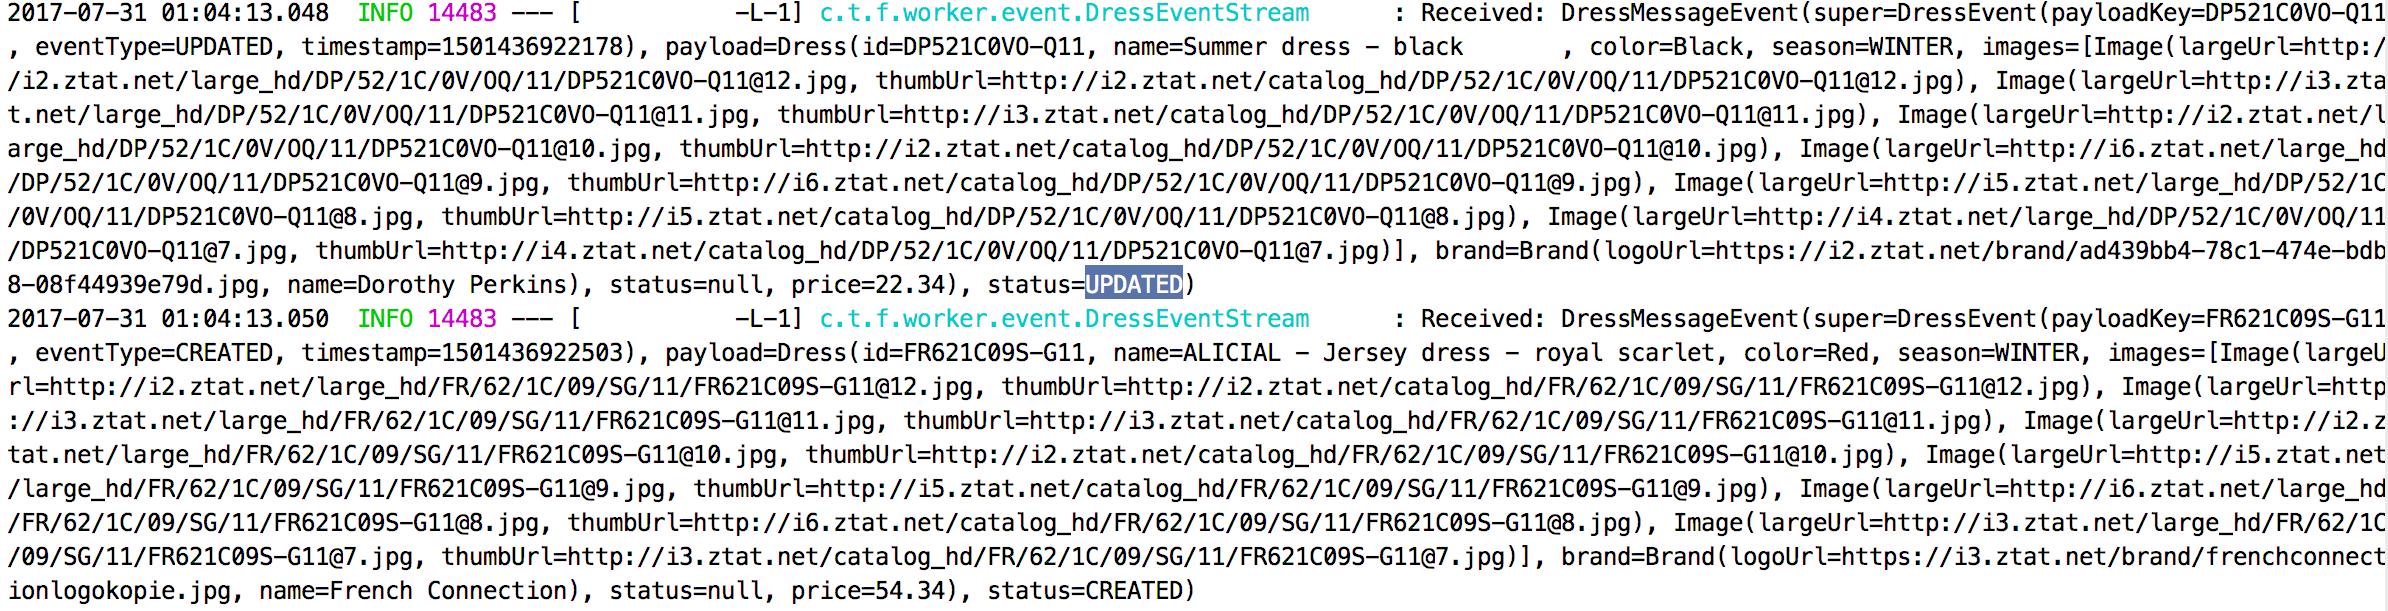 2017-07-31 01:04:13.048  INFO 14483 --- [           -L-1] c.t.f.worker.event.DressEventStream      : Received: DressMessageEvent(super=DressEvent(payloadKey=DP521C0VO-Q11
, eventType=UPDATED, timestamp=1501436922178), payload=Dress(id=DP521C0VO-Q11, name=Summer dress - black       , color=Black, season=WINTER, images=[Image(largeUrl=http:/
/i2.ztat.net/large_hd/DP/52/1C/0V/OQ/11/DP521C0VO-Q11@12.jpg, thumbUrl=http://i2.ztat.net/catalog_hd/DP/52/1C/0V/OQ/11/DP521C0VO-Q11@12.jpg), Image(largeUrl=http://i3.zta
t.net/large_hd/DP/52/1C/0V/OQ/11/DP521C0VO-Q11@11.jpg, thumbUrl=http://i3.ztat.net/catalog_hd/DP/52/1C/0V/OQ/11/DP521C0VO-Q11@11.jpg), Image(largeUrl=http://i2.ztat.net/l
arge_hd/DP/52/1C/0V/OQ/11/DP521C0VO-Q11@10.jpg, thumbUrl=http://i2.ztat.net/catalog_hd/DP/52/1C/0V/OQ/11/DP521C0VO-Q11@10.jpg), Image(largeUrl=http://i6.ztat.net/large_hd
/DP/52/1C/0V/OQ/11/DP521C0VO-Q11@9.jpg, thumbUrl=http://i6.ztat.net/catalog_hd/DP/52/1C/0V/OQ/11/DP521C0VO-Q11@9.jpg), Image(largeUrl=http://i5.ztat.net/large_hd/DP/52/1C
/0V/OQ/11/DP521C0VO-Q11@8.jpg, thumbUrl=http://i5.ztat.net/catalog_hd/DP/52/1C/0V/OQ/11/DP521C0VO-Q11@8.jpg), Image(largeUrl=http://i4.ztat.net/large_hd/DP/52/1C/0V/OQ/11
/DP521C0VO-Q11@7.jpg, thumbUrl=http://i4.ztat.net/catalog_hd/DP/52/1C/0V/OQ/11/DP521C0VO-Q11@7.jpg)], brand=Brand(logoUrl=https://i2.ztat.net/brand/ad439bb4-78c1-474e-bdb
8-08f44939e79d.jpg, name=Dorothy Perkins), status=null, price=22.34), status=UPDATED)
2017-07-31 01:04:13.050  INFO 14483 --- [           -L-1] c.t.f.worker.event.DressEventStream      : Received: DressMessageEvent(super=DressEvent(payloadKey=FR621C09S-G11
, eventType=CREATED, timestamp=1501436922503), payload=Dress(id=FR621C09S-G11, name=ALICIAL - Jersey dress - royal scarlet, color=Red, season=WINTER, images=[Image(largeU
rl=http://i2.ztat.net/large_hd/FR/62/1C/09/SG/11/FR621C09S-G11@12.jpg, thumbUrl=http://i2.ztat.net/catalog_hd/FR/62/1C/09/SG/11/FR621C09S-G11@12.jpg), Image(largeUrl=http
://i3.ztat.net/large_hd/FR/62/1C/09/SG/11/FR621C09S-G11@11.jpg, thumbUrl=http://i3.ztat.net/catalog_hd/FR/62/1C/09/SG/11/FR621C09S-G11@11.jpg), Image(largeUrl=http://i2.z
tat.net/large_hd/FR/62/1C/09/SG/11/FR621C09S-G11@10.jpg, thumbUrl=http://i2.ztat.net/catalog_hd/FR/62/1C/09/SG/11/FR621C09S-G11@10.jpg), Image(largeUrl=http://i5.ztat.net
/large_hd/FR/62/1C/09/SG/11/FR621C09S-G11@9.jpg, thumbUrl=http://i5.ztat.net/catalog_hd/FR/62/1C/09/SG/11/FR621C09S-G11@9.jpg), Image(largeUrl=http://i6.ztat.net/large_hd
/FR/62/1C/09/SG/11/FR621C09S-G11@8.jpg, thumbUrl=http://i6.ztat.net/catalog_hd/FR/62/1C/09/SG/11/FR621C09S-G11@8.jpg), Image(largeUrl=http://i3.ztat.net/large_hd/FR/62/1C
/09/SG/11/FR621C09S-G11@7.jpg, thumbUrl=http://i3.ztat.net/catalog_hd/FR/62/1C/09/SG/11/FR621C09S-G11@7.jpg)], brand=Brand(logoUrl=https://i3.ztat.net/brand/frenchconnect
ionlogokopie.jpg, name=French Connection), status=null, price=54.34), status=CREATED)